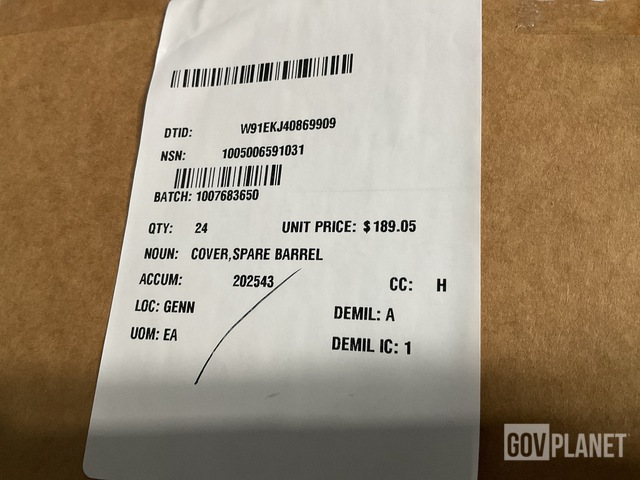 DTID: W91EKJ40869909
NSN: 1005006591031
BATCH: 1007683650
QTY: 24 UNIT PRICE: $189.05
NOUN: COVER,SPARE BARREL
ACCUM: 202543 CC: H
LOC: GENN DEMIL: A
UOM: EA DEMIL IC: 1
GOVPLANET